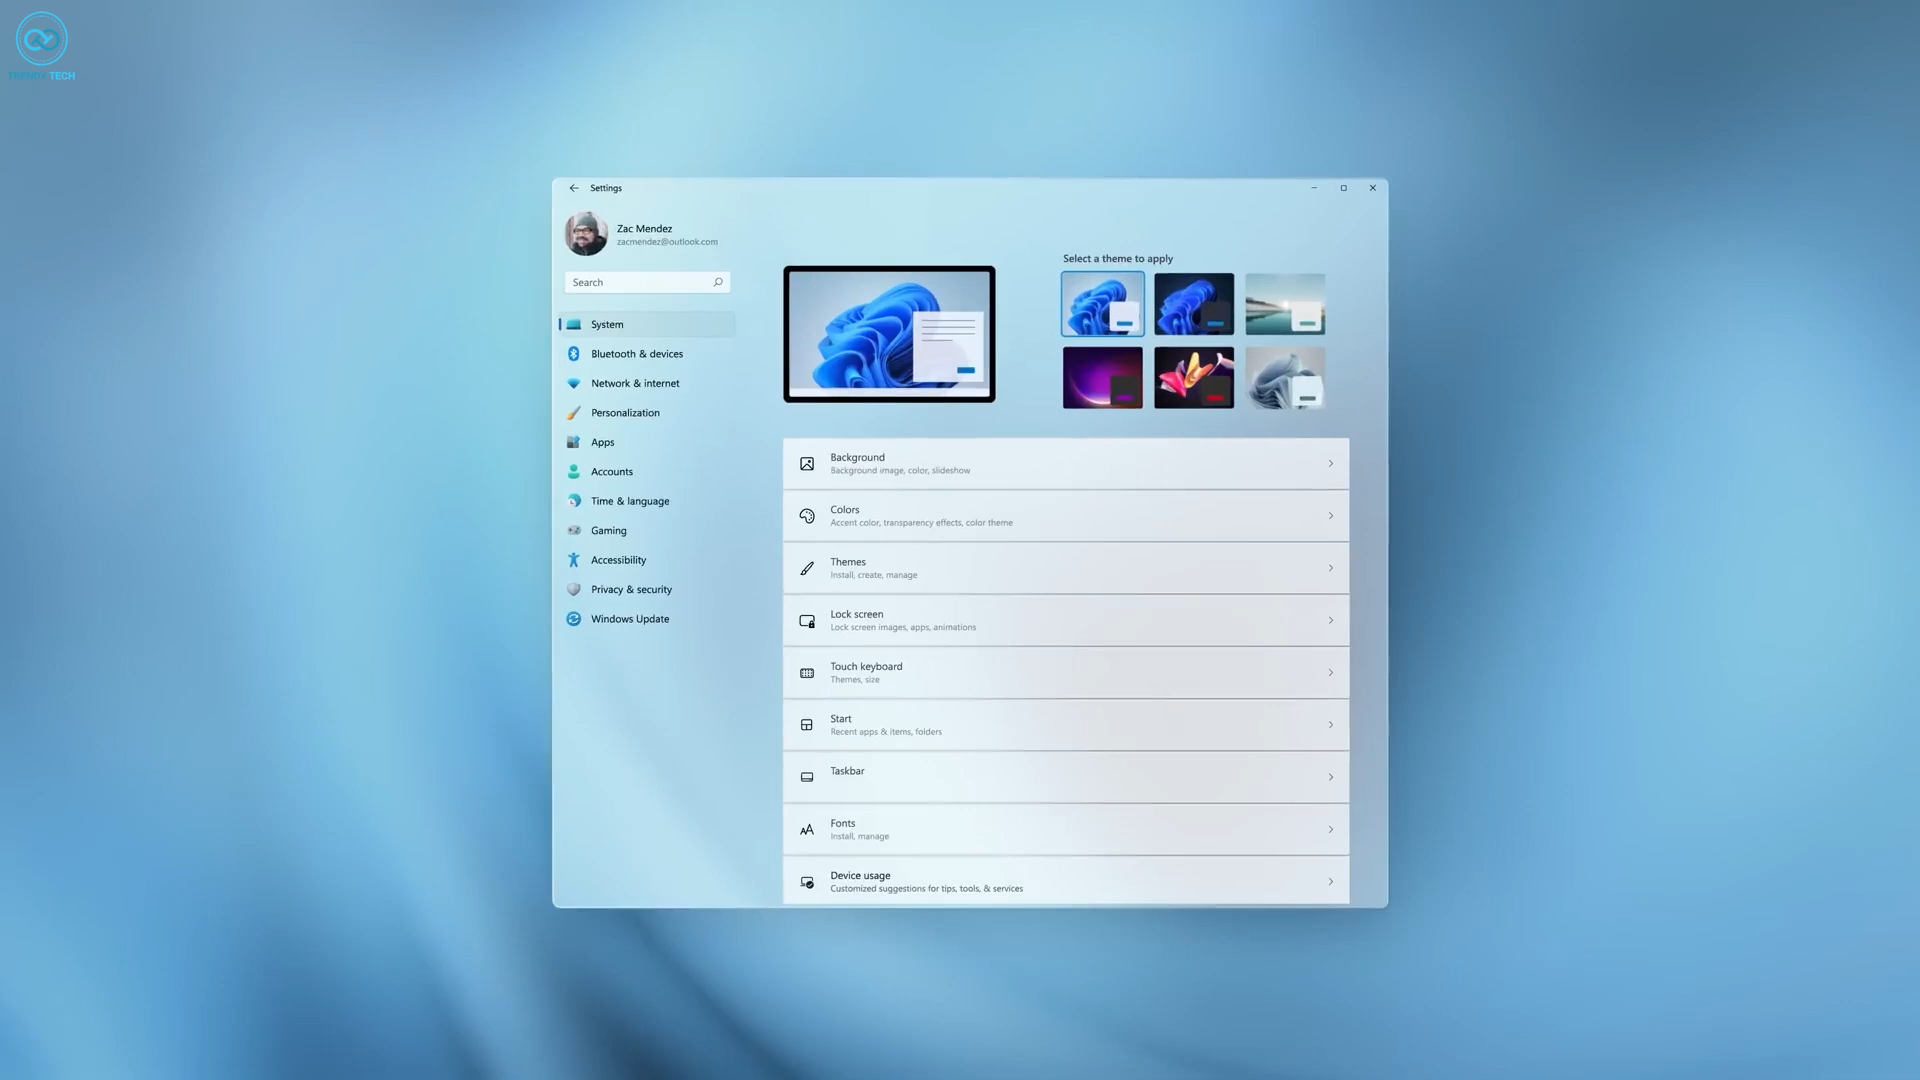 TRENDY TECH
Settings
Zac Mendez
zacmendez@outlook.com
Search
System
Bluetooth & devices
Network & internet
Personalization
Apps
Accounts
Time & language
Gaming
Accessibility
Privacy & security
Windows Update
Select a theme to apply
Background
Background image, color, slideshow
Colors
Accent color, transparency effects, color theme
Themes
Install, create, manage
Lock screen
Lock screen images, apps, animations
Touch keyboard
Themes, size
Start
Recent apps & items, folders
Taskbar
Fonts
Install, manage
Device usage
Customized suggestions for tips, tools, & services